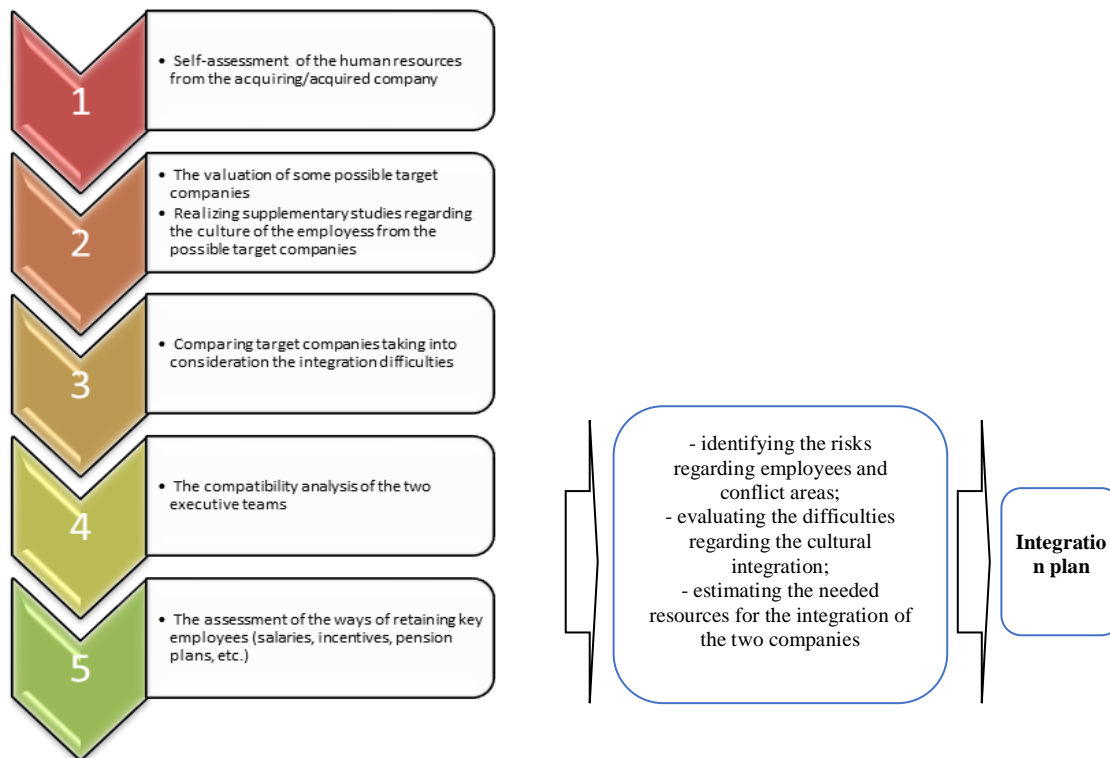 1
• Self-assessment of the human resources
from the acquiring/acquired company
2
• The valuation of some possible target
companies
• Realizing supplementary studies regarding
the culture of the employess from the
possible target companies
3
• Comparing target companies taking into
consideration the integration difficulties
4
• The compatibility analysis of the two
executive teams
5
• The assessment of the ways of retaining key
employees (salaries, incentives, pension
plans, etc.)
- identifying the risks
regarding employees and
conflict areas;
- evaluating the difficulties
regarding the cultural
integration;
- estimating the needed
resources for the integration of
the two companies
Integratio
n plan